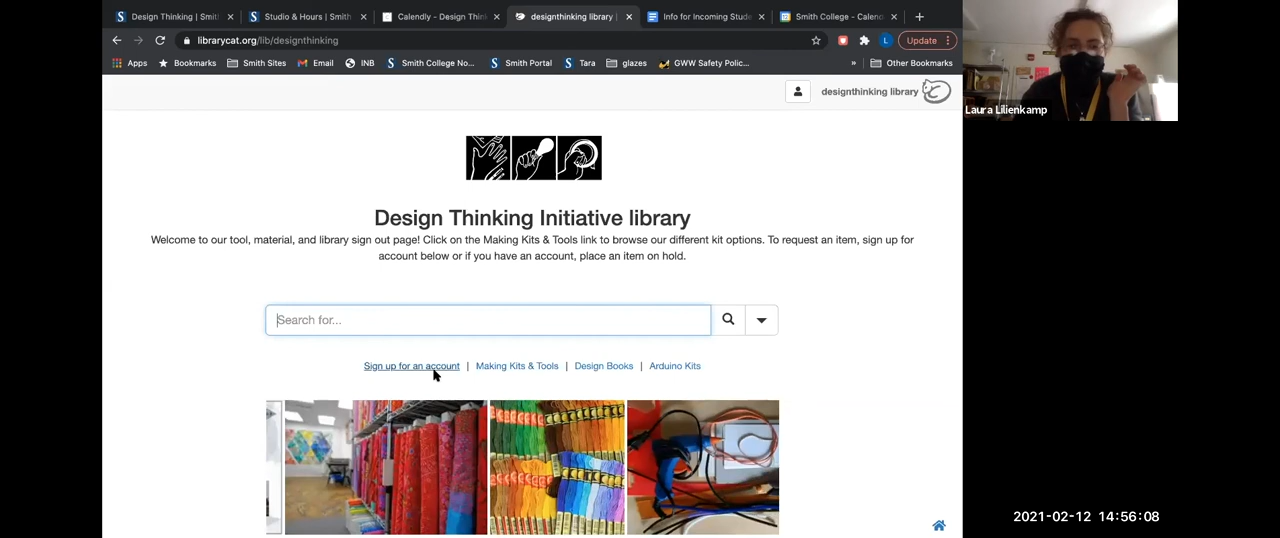 Design Thinking | Smit
Studio & Hours | Smith
Calendly - Design Think
designthinking library |
Info for Incoming Stude
Smith College - Calend
librarycat.org/lib/designthinking
L
Update
Apps
Bookmarks
Smith Sites
Email
INB
Smith College No...
Smith Portal
Tara
glazes
GWW Safety Polic...
»
Other Bookmarks
designthinking library
Laura Lilienkamp
Design Thinking Initiative library
Welcome to our tool, material, and library sign out page! Click on the Making Kits & Tools link to browse our different kit options. To request an item, sign up for
account below or if you have an account, place an item on hold.
Search for...
Sign up for an account | Making Kits & Tools | Design Books | Arduino Kits
2021-02-12 14:56:08